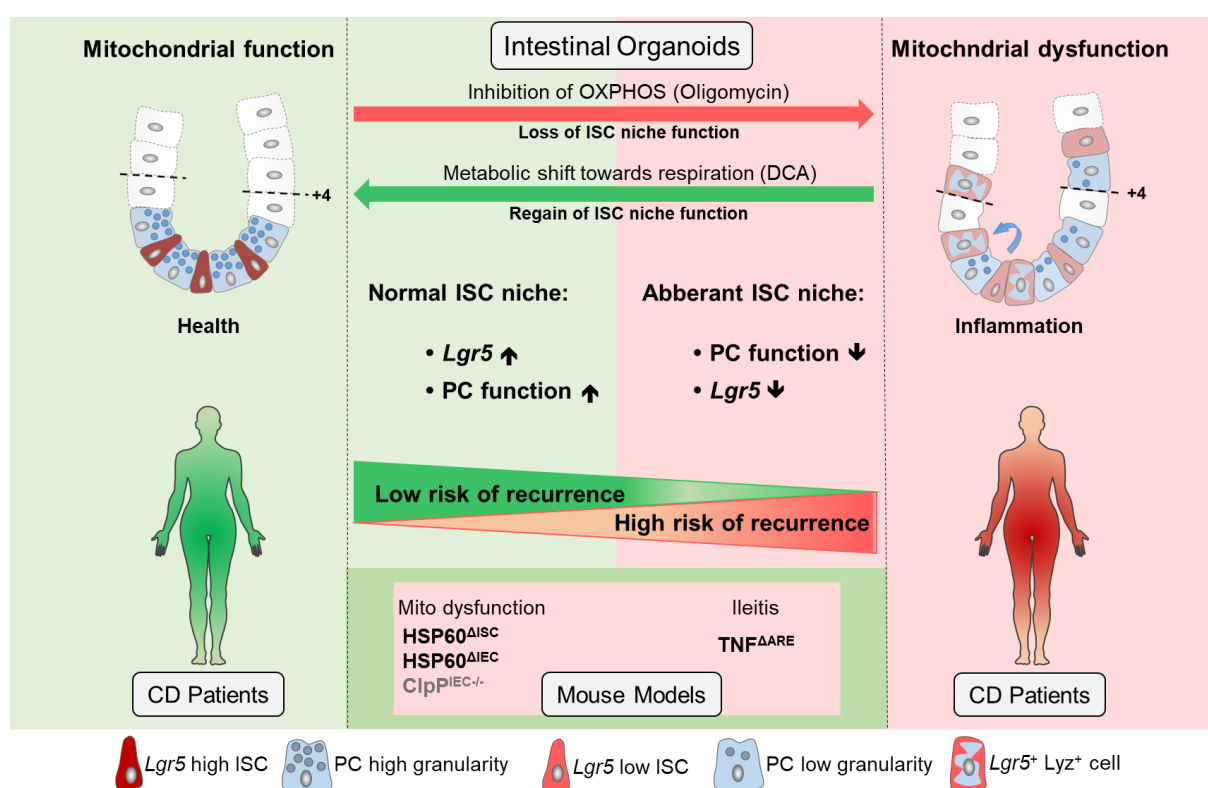 Mitochondrial function
Intestinal Organoids
Mitochndrial dysfunction
Inhibition of OXPHOS (Oligomycin)
Loss of ISC niche function
Metabolic shift towards respiration (DCA)
Regain of ISC niche function
+4
+4
Health
Normal ISC niche:
• Lgr5 🡹
• PC function 🡹
Abberant ISC niche:
• PC function 🡻
• Lgr5 🡻
Inflammation
Low risk of recurrence
High risk of recurrence
Mito dysfunction
HSP60ΔISC
HSP60ΔIEC
ClpPIEC-/-
Ileitis
TNFΔARE
CD Patients
Mouse Models
CD Patients
Lgr5 high ISC
PC high granularity
Lgr5 low ISC
PC low granularity
Lgr5+ Lyz+ cell